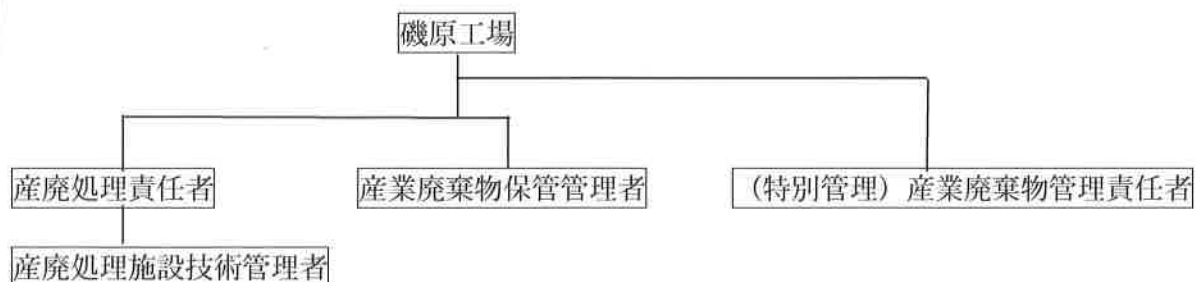 磯原工場
産廃処理責任者
産業廃棄物保管管理者
（特別管理）産業廃棄物管理責任者
産廃処理施設技術管理者